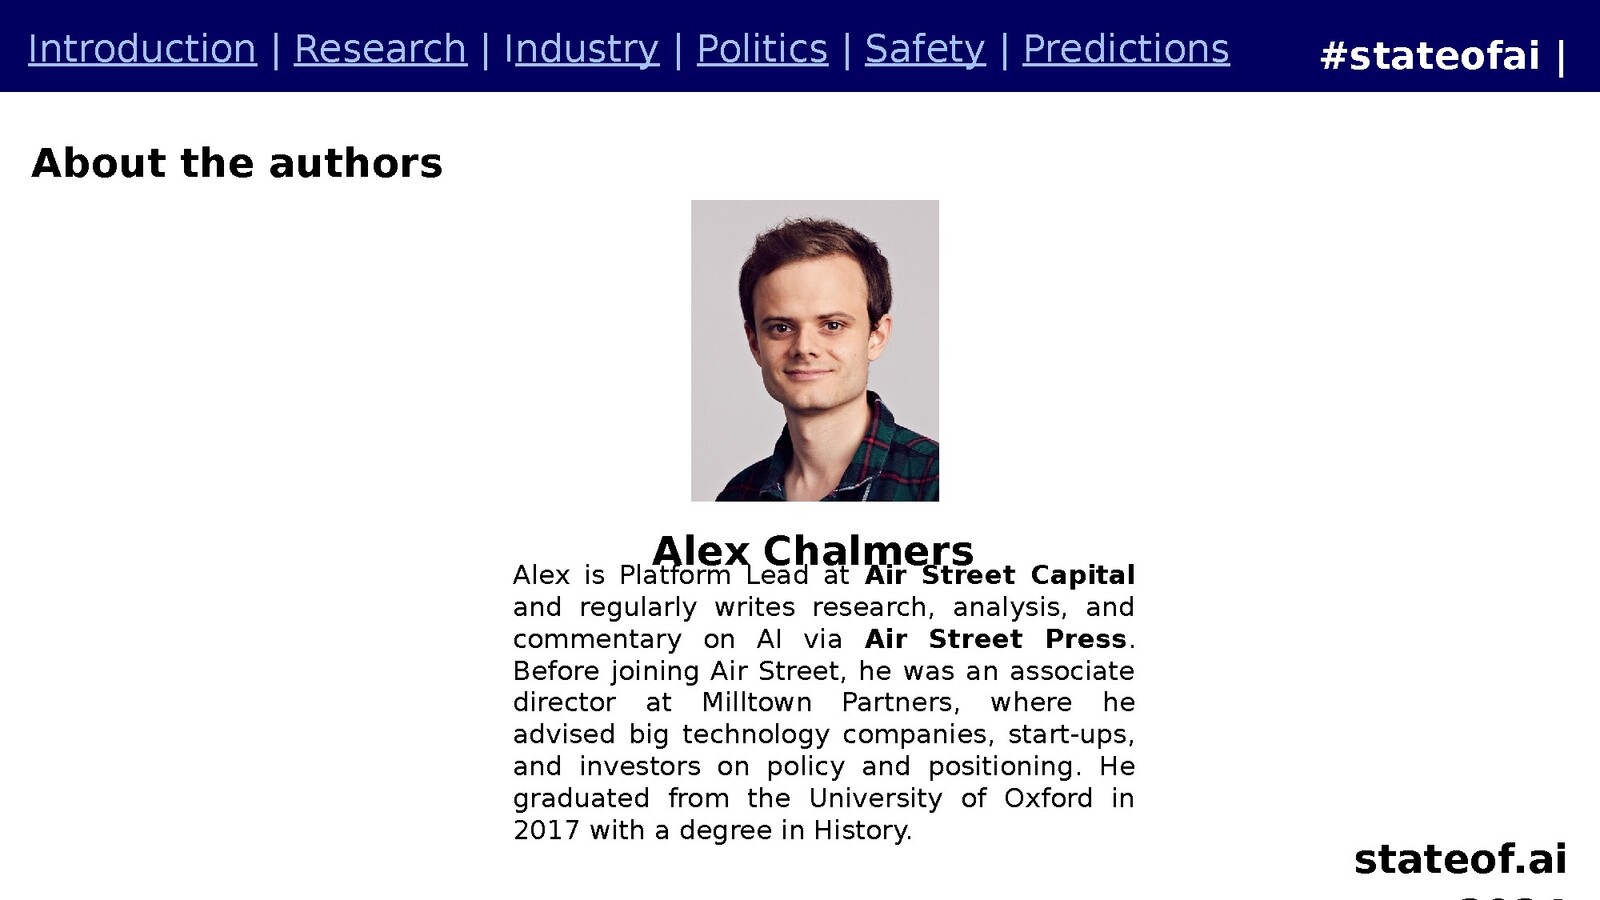 Introduction | Research | Industry | Politics | Safety | Predictions
#stateofai |
About the authors
Alex Chalmers
Alex is Platform Lead at Air Street Capital
and regularly writes research, analysis, and
commentary on AI via Air Street Press.
Before joining Air Street, he was an associate
director at Milltown Partners, where he
advised big technology companies, start-ups,
and investors on policy and positioning. He
graduated from the University of Oxford in
2017 with a degree in History.
stateof.ai